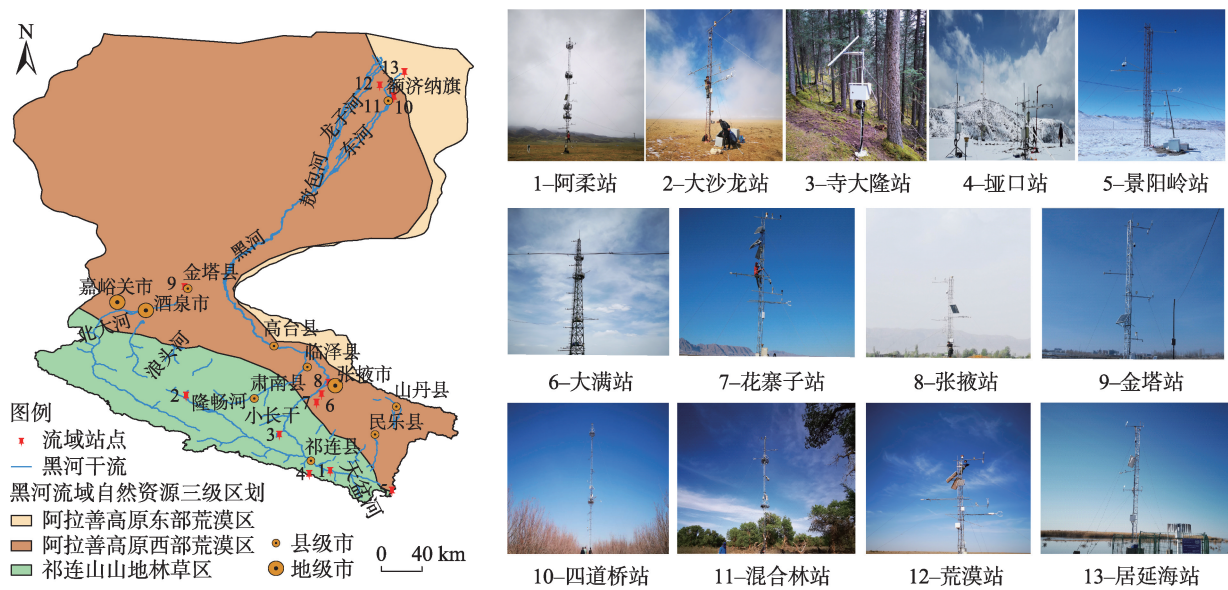 N
13
12
额济纳旗
11
10
龙子河
东河
敖包河
黑河
9
金塔县
嘉峪关市
酒泉市
北大河
浪头河
高台县
临泽县
8
张掖市
肃南县
山丹县
2
隆畅河
7
6
小长干
民乐县
3
祁连县
4
1
5
图例
流域站点
黑河干流
黑河流域自然资源三级区划
阿拉善高原东部荒漠区
阿拉善高原西部荒漠区
祁连山山地林草区
县级市
地级市
0 40 km
1–阿柔站
2–大沙龙站
3–寺大隆站
4–垭口站
5–景阳岭站
6–大满站
7–花寨子站
8–张掖站
9–金塔站
10–四道桥站
11–混合林站
12–荒漠站
13–居延海站